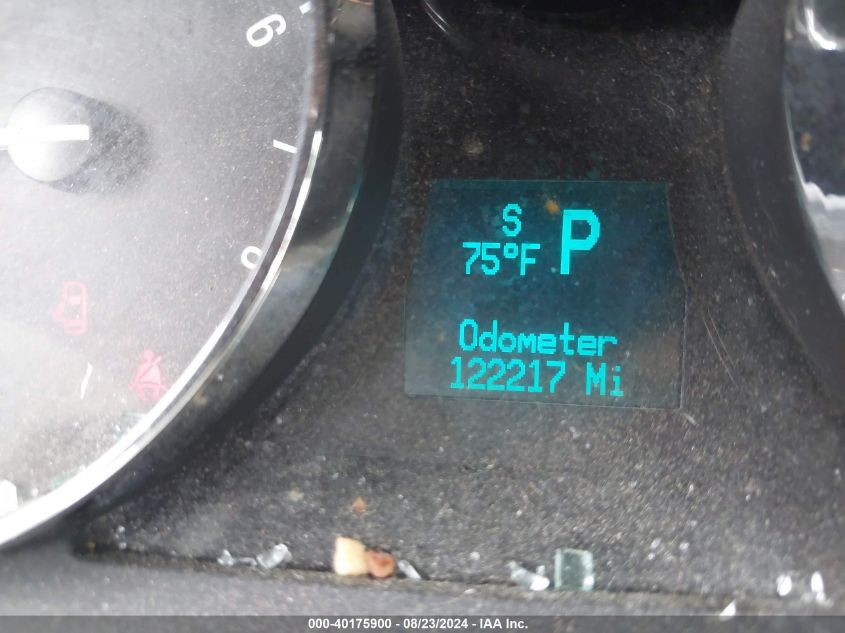 6
S
75°F P
Odometer
122217 Mi
000-40175900 - 08/23/2024 - IAA Inc.